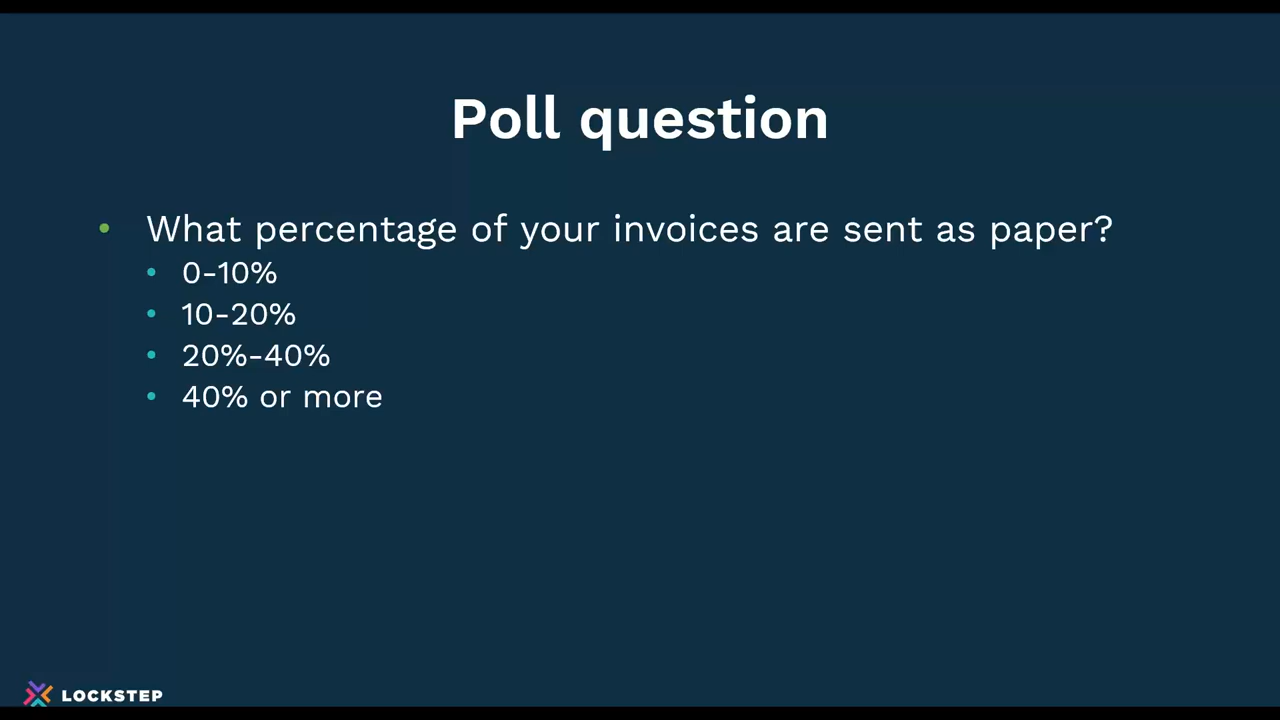 Poll question
• What percentage of your invoices are sent as paper?
• 0-10%
• 10-20%
• 20%-40%
• 40% or more
LOCKSTEP